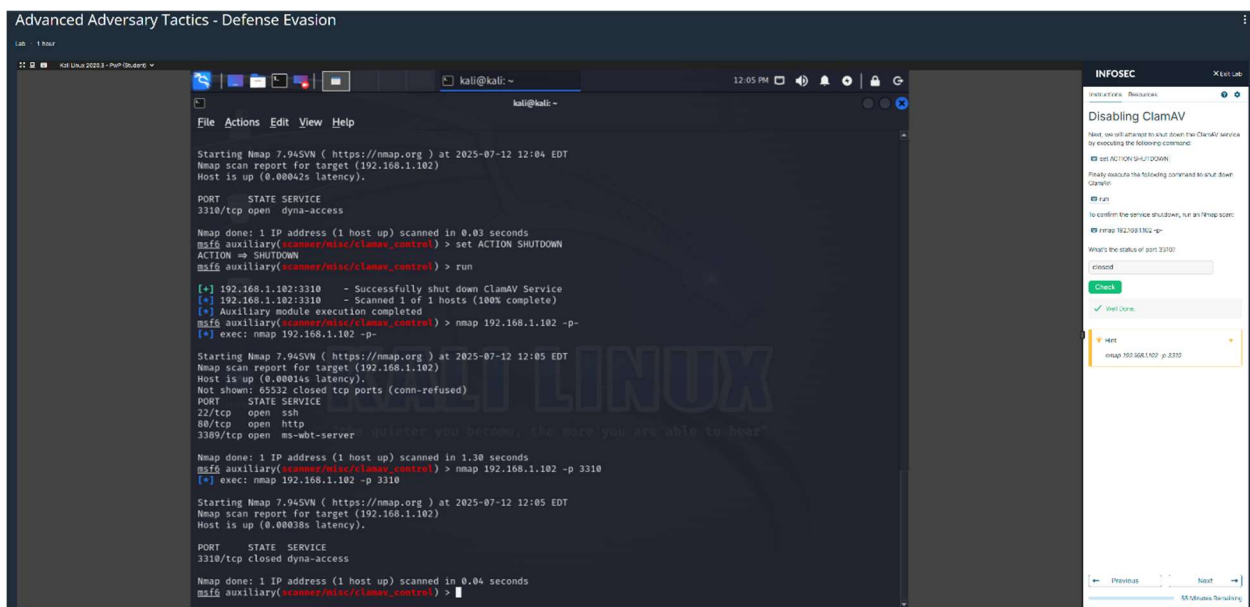 Advanced Adversary Tactics - Defense Evasion
Lab · 1 hour
Kali Linux 2020.3 - PwP (Student)
kali@kali: ~
12:05 PM
kali@kali: ~
File Actions Edit View Help
Starting Nmap 7.94SVN ( https://nmap.org ) at 2025-07-12 12:04 EDT
Nmap scan report for target (192.168.1.102)
Host is up (0.00042s latency).
PORT     STATE SERVICE
3310/tcp open  dyna-access
Nmap done: 1 IP address (1 host up) scanned in 0.03 seconds
msf6 auxiliary(scanner/misc/clamav_control) > set ACTION SHUTDOWN
ACTION ⇒ SHUTDOWN
msf6 auxiliary(scanner/misc/clamav_control) > run
[+] 192.168.1.102:3310    - Successfully shut down ClamAV Service
[*] 192.168.1.102:3310    - Scanned 1 of 1 hosts (100% complete)
[*] Auxiliary module execution completed
msf6 auxiliary(scanner/misc/clamav_control) > nmap 192.168.1.102 -p-
[*] exec: nmap 192.168.1.102 -p-
Starting Nmap 7.94SVN ( https://nmap.org ) at 2025-07-12 12:05 EDT
Nmap scan report for target (192.168.1.102)
Host is up (0.00014s latency).
Not shown: 65532 closed tcp ports (conn-refused)
PORT     STATE SERVICE
22/tcp   open  ssh
80/tcp   open  http
3389/tcp open  ms-wbt-server
KALI LINUX
"the quieter you become, the more you are able to hear"
Nmap done: 1 IP address (1 host up) scanned in 1.30 seconds
msf6 auxiliary(scanner/misc/clamav_control) > nmap 192.168.1.102 -p 3310
[*] exec: nmap 192.168.1.102 -p 3310
Starting Nmap 7.94SVN ( https://nmap.org ) at 2025-07-12 12:05 EDT
Nmap scan report for target (192.168.1.102)
Host is up (0.00038s latency).
PORT     STATE  SERVICE
3310/tcp closed dyna-access
Nmap done: 1 IP address (1 host up) scanned in 0.04 seconds
msf6 auxiliary(scanner/misc/clamav_control) >
INFOSEC
Exit Lab
Instructions Resources
Disabling ClamAV
Next, we will attempt to shut down the ClamAV service
by executing the following command:
set ACTION SHUTDOWN
Finally execute the following command to shut down
ClamAV:
run
To confirm the service shutdown, run an Nmap scan:
nmap 192.168.1.102 -p-
What's the status of port 3310?
closed
Check
Well Done.
Hint
nmap 192.168.1.102 -p 3310
← Previous
Next →
55 Minutes Remaining